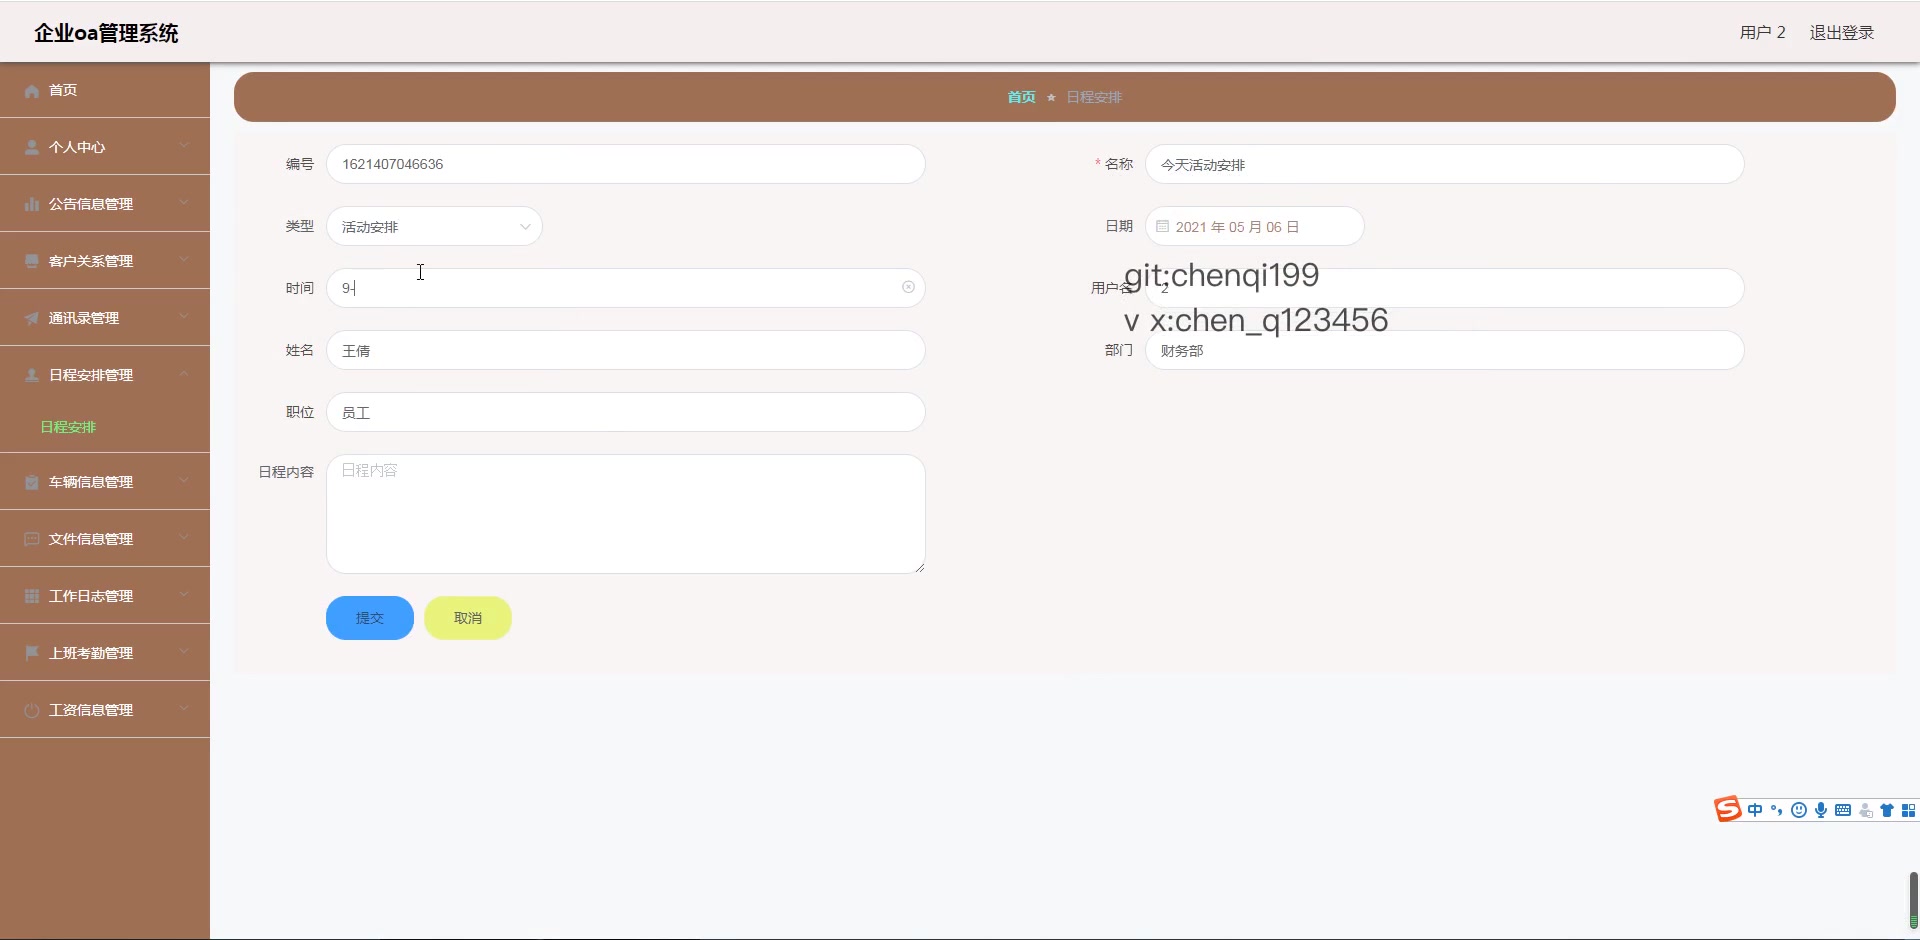 企业oa管理系统
用户 2 退出登录
首页
个人中心
公告信息管理
客户关系管理
通讯录管理
日程安排管理
日程安排
车辆信息管理
文件信息管理
工作日志管理
上班考勤管理
工资信息管理
首页 日程安排
编号 1621407046636
* 名称 今天活动安排
类型 活动安排
日期 2021 年 05 月 06 日
时间 9-
用户名 2
git:chenqi199
v x:chen_q123456
姓名 王倩
部门 财务部
职位 员工
日程内容 日程内容
提交 取消
中